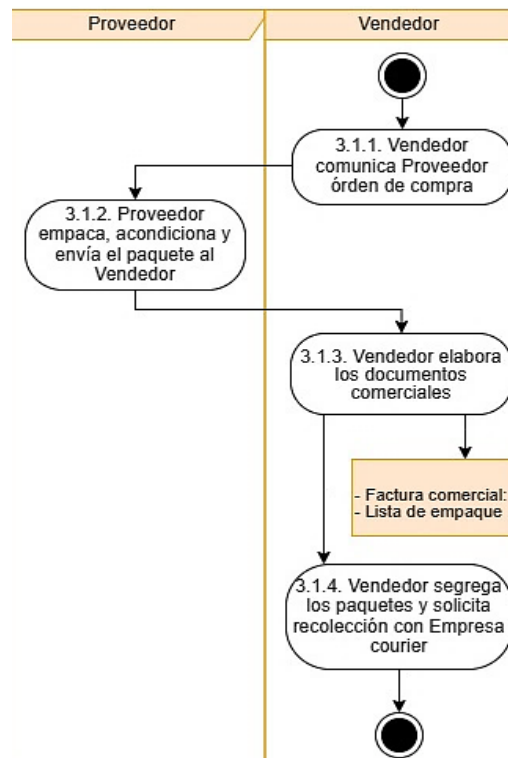 Proveedor
Vendedor
3.1.1. Vendedor
comunica Proveedor
órden de compra
3.1.2. Proveedor
empaca, acondiciona y
envía el paquete al
Vendedor
3.1.3. Vendedor elabora
los documentos
comerciales
- Factura comercial:
- Lista de empaque
3.1.4. Vendedor segrega
los paquetes y solicita
recolección con Empresa
courier